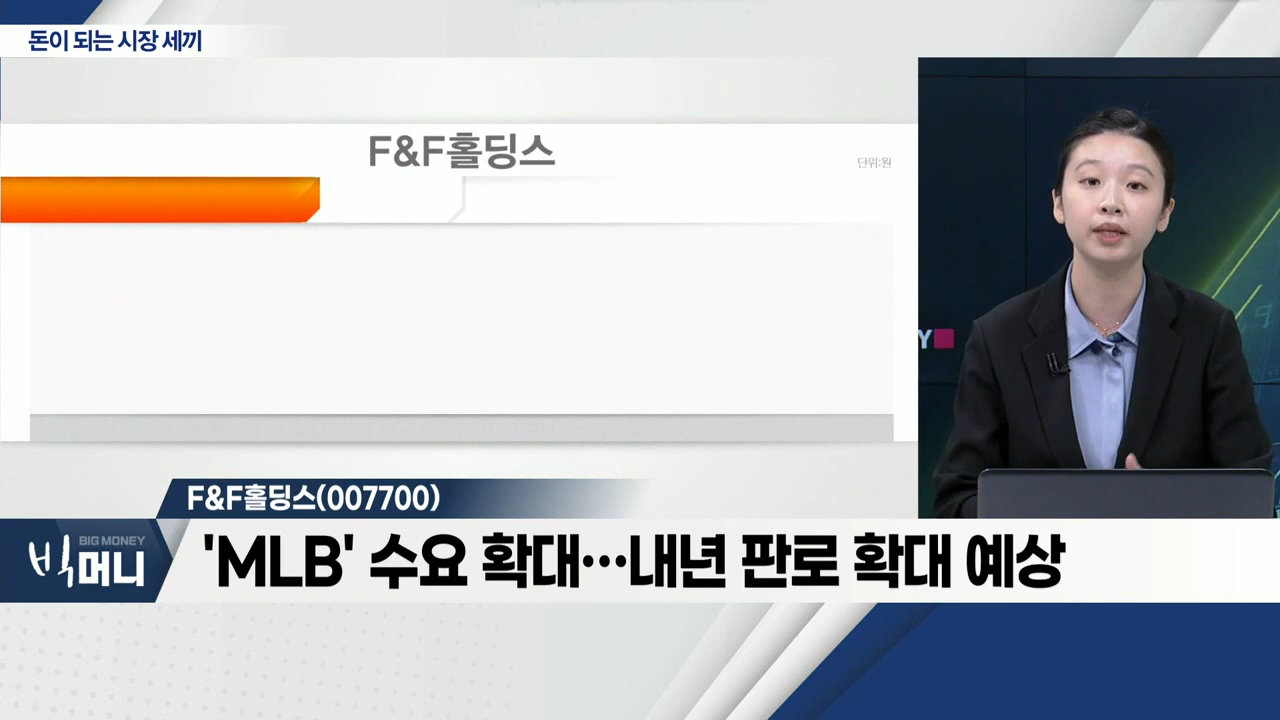 돈이 되는 시장 세끼
F&F홀딩스
단위:원
Y
F&F홀딩스(007700)
BIG MONEY
빅머니
'MLB' 수요 확대…내년 판로 확대 예상